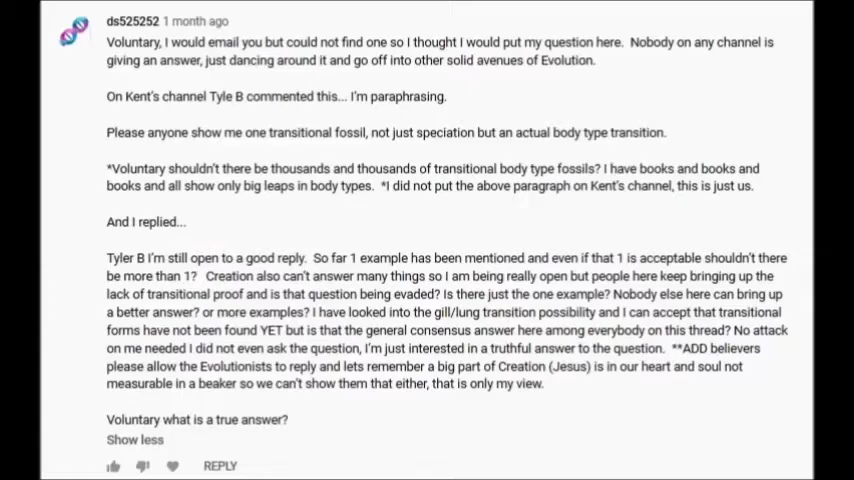 ds525252 1 month ago
Voluntary, I would email you but could not find one so I thought I would put my question here.  Nobody on any channel is
giving an answer, just dancing around it and go off into other solid avenues of Evolution.
On Kent's channel Tyle B commented this... I'm paraphrasing.
Please anyone show me one transitional fossil, not just speciation but an actual body type transition.
*Voluntary shouldn't there be thousands and thousands of transitional body type fossils? I have books and books and
books and all show only big leaps in body types.  *I did not put the above paragraph on Kent's channel, this is just us.
And I replied...
Tyler B I'm still open to a good reply.  So far 1 example has been mentioned and even if that 1 is acceptable shouldn't there
be more than 1?   Creation also can't answer many things so I am being really open but people here keep bringing up the
lack of transitional proof and is that question being evaded? Is there just the one example? Nobody else here can bring up
a better answer? or more examples? I have looked into the gill/lung transition possibility and I can accept that transitional
forms have not been found YET but is that the general consensus answer here among everybody on this thread? No attack
on me needed I did not even ask the question, I'm just interested in a truthful answer to the question.  **ADD believers
please allow the Evolutionists to reply and lets remember a big part of Creation (Jesus) is in our heart and soul not
measurable in a beaker so we can't show them that either, that is only my view.
Voluntary what is a true answer?
Show less
REPLY